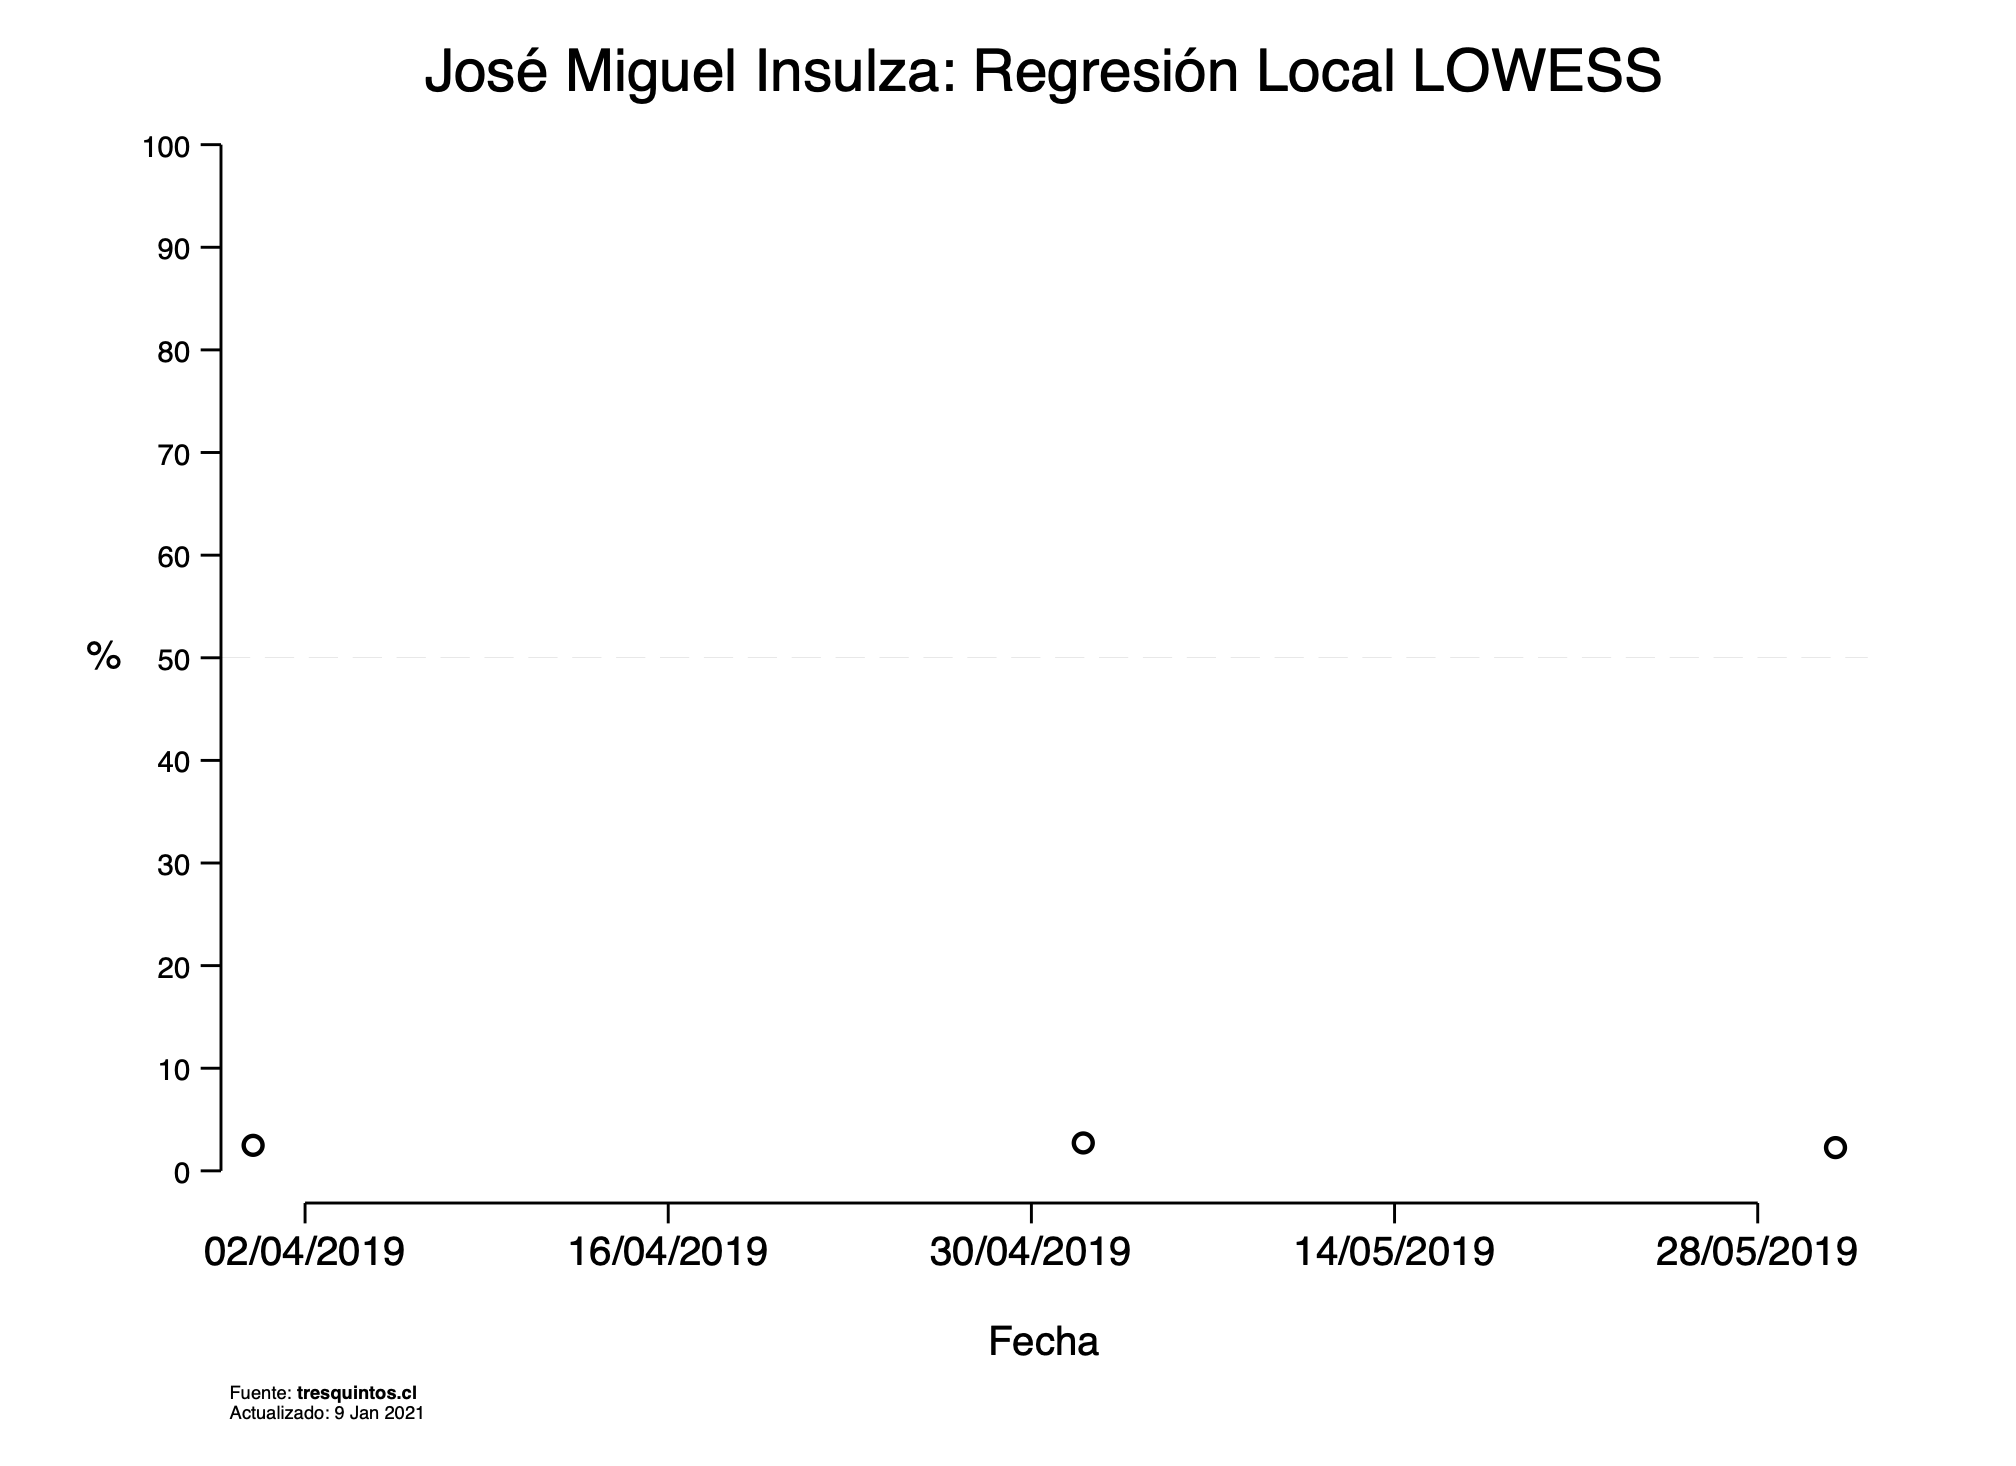 José Miguel Insulza: Regresión Local LOWESS
100
90
80
70
60
50
40
30
20
10
0
%
02/04/2019 16/04/2019 30/04/2019 14/05/2019 28/05/2019
Fecha
Fuente: tresquintos.cl
Actualizado: 9 Jan 2021